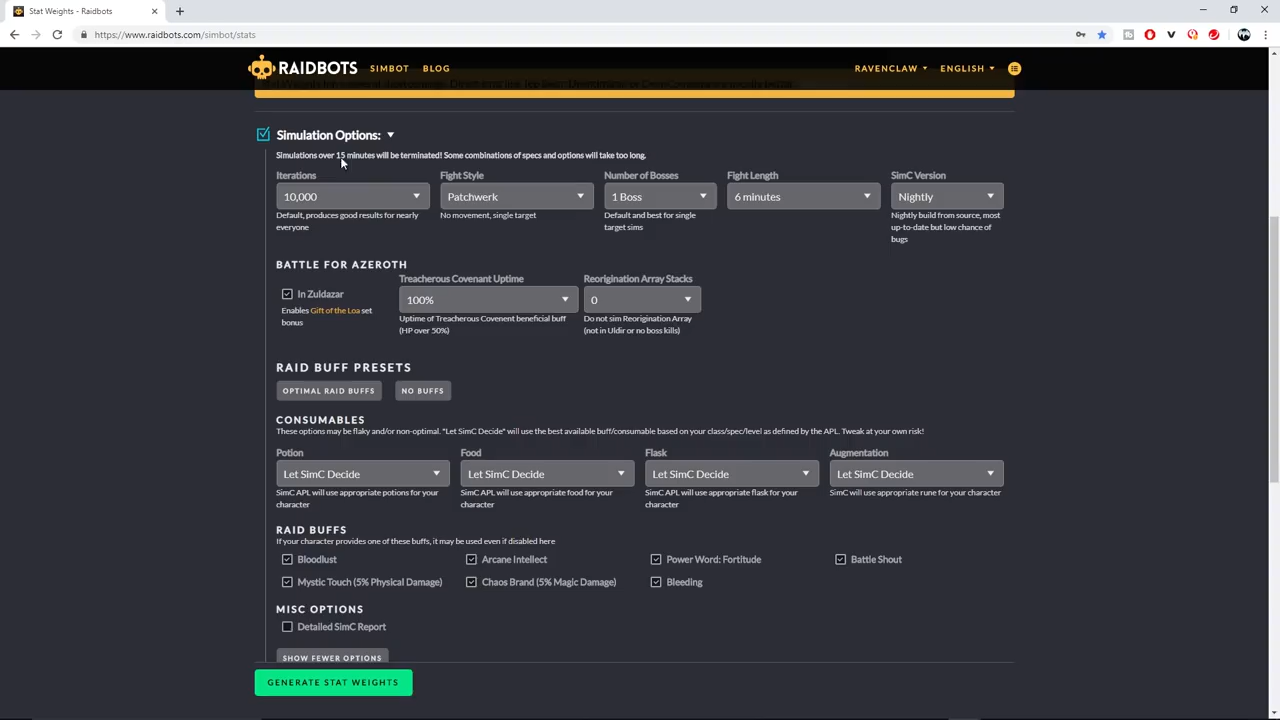 Stat Weights - Raidbots
https://www.raidbots.com/simbot/stats
RAIDBOTS SIMBOT BLOG RAVENCLAW ENGLISH
Simulation Options:
Simulations over 15 minutes will be terminated! Some combinations of specs and options will take too long.
Iterations Fight Style Number of Bosses Fight Length SimC Version
10,000 Patchwerk 1 Boss 6 minutes Nightly
Default, produces good results for nearly everyone
No movement, single target
Default and best for single target sims
Nightly build from source, most up-to-date but low chance of bugs
BATTLE FOR AZEROTH
Treacherous Covenant Uptime Reorigination Array Stacks
In Zuldazar 100% 0
Enables Gift of the Loa set bonus
Uptime of Treacherous Covenent beneficial buff (HP over 50%)
Do not sim Reorigination Array (not in Uldir or no boss kills)
RAID BUFF PRESETS
OPTIMAL RAID BUFFS NO BUFFS
CONSUMABLES
These options may be flaky and/or non-optimal. "Let SimC Decide" will use the best available buff/consumable based on your class/spec/level as defined by the APL. Tweak at your own risk!
Potion Food Flask Augmentation
Let SimC Decide Let SimC Decide Let SimC Decide Let SimC Decide
SimC APL will use appropriate potions for your character
SimC APL will use appropriate food for your character
SimC APL will use appropriate flask for your character
SimC will use appropriate rune for your character
RAID BUFFS
If your character provides one of these buffs, it may be used even if disabled here
Bloodlust Arcane Intellect Power Word: Fortitude Battle Shout
Mystic Touch (5% Physical Damage) Chaos Brand (5% Magic Damage) Bleeding
MISC OPTIONS
Detailed SimC Report
SHOW FEWER OPTIONS
GENERATE STAT WEIGHTS